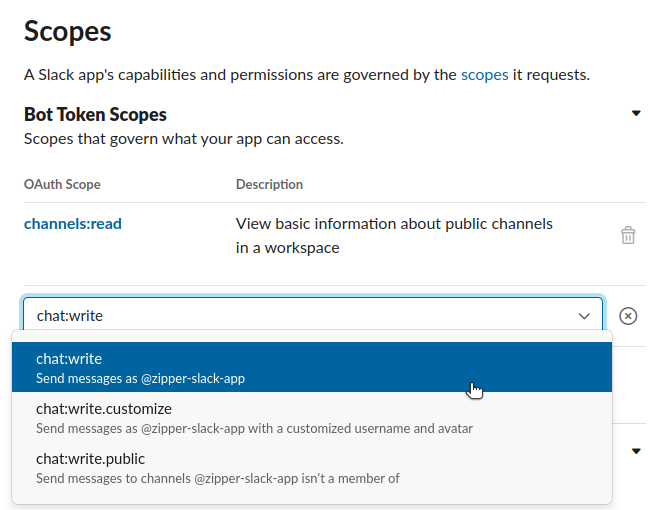 Scopes
A Slack app's capabilities and permissions are governed by the scopes it requests.
Bot Token Scopes
Scopes that govern what your app can access.
OAuth Scope Description
channels:read View basic information about public channels
in a workspace
chat:write
chat:write
Send messages as @zipper-slack-app
chat:write.customize
Send messages as @zipper-slack-app with a customized username and avatar
chat:write.public
Send messages to channels @zipper-slack-app isn't a member of